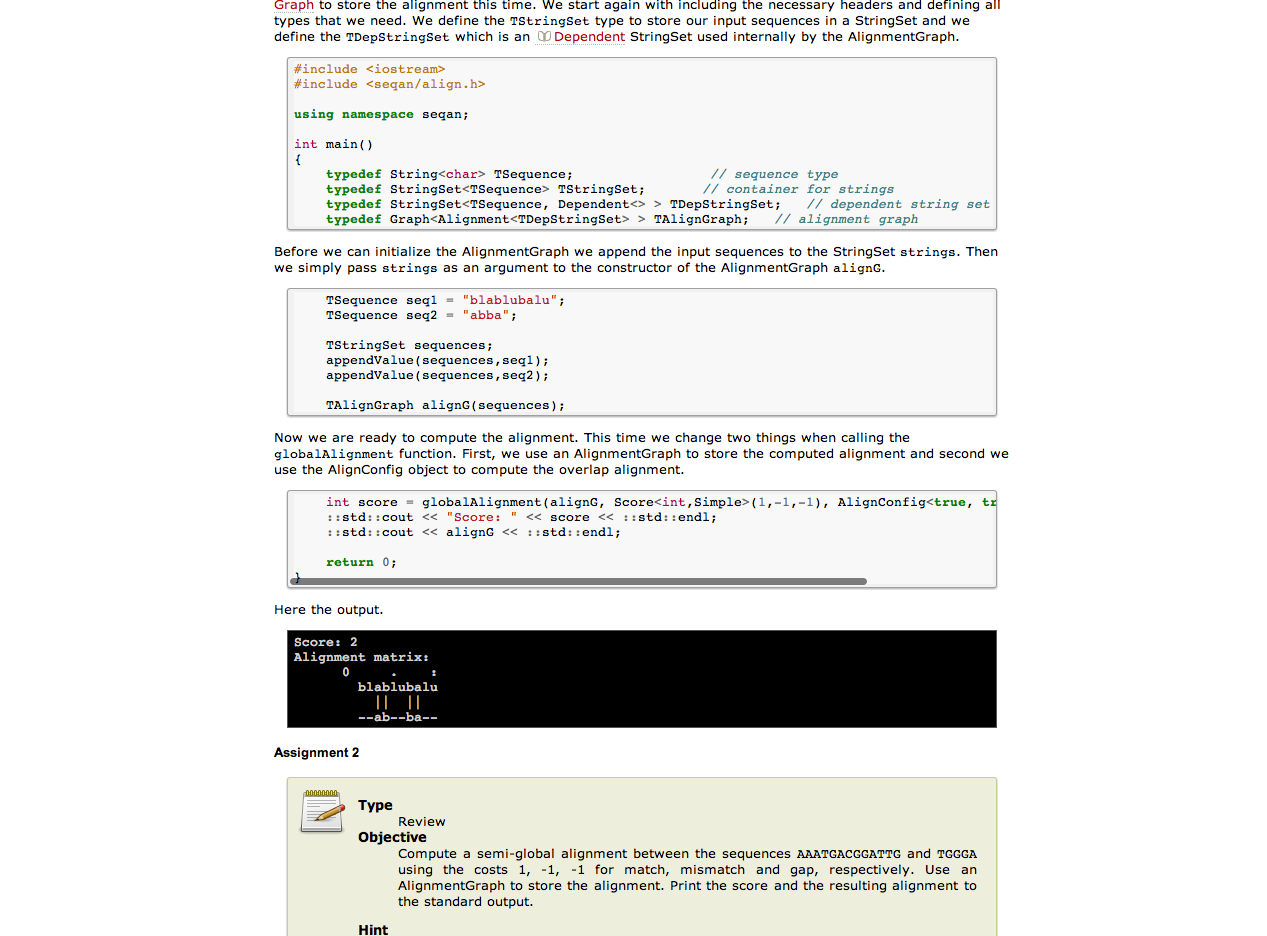 Graph to store the alignment this time. We start again with including the necessary headers and defining all
types that we need. We define the TStringSet type to store our input sequences in a StringSet and we
define the TDepStringSet which is an Dependent StringSet used internally by the AlignmentGraph.
#include <iostream>
#include <seqan/align.h>
using namespace seqan;
int main()
{
typedef String<char> TSequence; // sequence type
typedef StringSet<TSequence> TStringSet; // container for strings
typedef StringSet<TSequence, Dependent<> > TDepStringSet; // dependent string set
typedef Graph<Alignment<TDepStringSet> > TAlignGraph; // alignment graph
Before we can initialize the AlignmentGraph we append the input sequences to the StringSet strings. Then
we simply pass strings as an argument to the constructor of the AlignmentGraph alignG.
TSequence seq1 = "blablubalu";
TSequence seq2 = "abba";
TStringSet sequences;
appendValue(sequences,seq1);
appendValue(sequences,seq2);
TAlignGraph alignG(sequences);
Now we are ready to compute the alignment. This time we change two things when calling the
globalAlignment function. First, we use an AlignmentGraph to store the computed alignment and second we
use the AlignConfig object to compute the overlap alignment.
int score = globalAlignment(alignG, Score<int,Simple>(1,-1,-1), AlignConfig<true, tr
::std::cout << "Score: " << score << ::std::endl;
::std::cout << alignG << ::std::endl;
return 0;
}
Here the output.
Score: 2
Alignment matrix:
0 . :
blablubalu
|| ||
--ab--ba--
Assignment 2
Type
Review
Objective
Compute a semi-global alignment between the sequences AAATGACGGATTG and TGGGA
using the costs 1, -1, -1 for match, mismatch and gap, respectively. Use an
AlignmentGraph to store the alignment. Print the score and the resulting alignment to
the standard output.
Hint